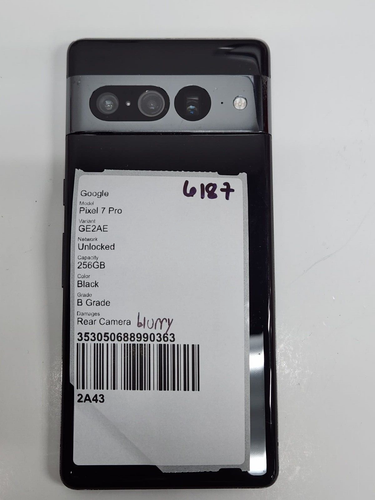 Google
6187
Model
Pixel 7 Pro
Variant
GE2AE
Network
Unlocked
Capacity
256GB
Color
Black
Grade
B Grade
Damages
Rear Camera blurry
353050688990363
2A43